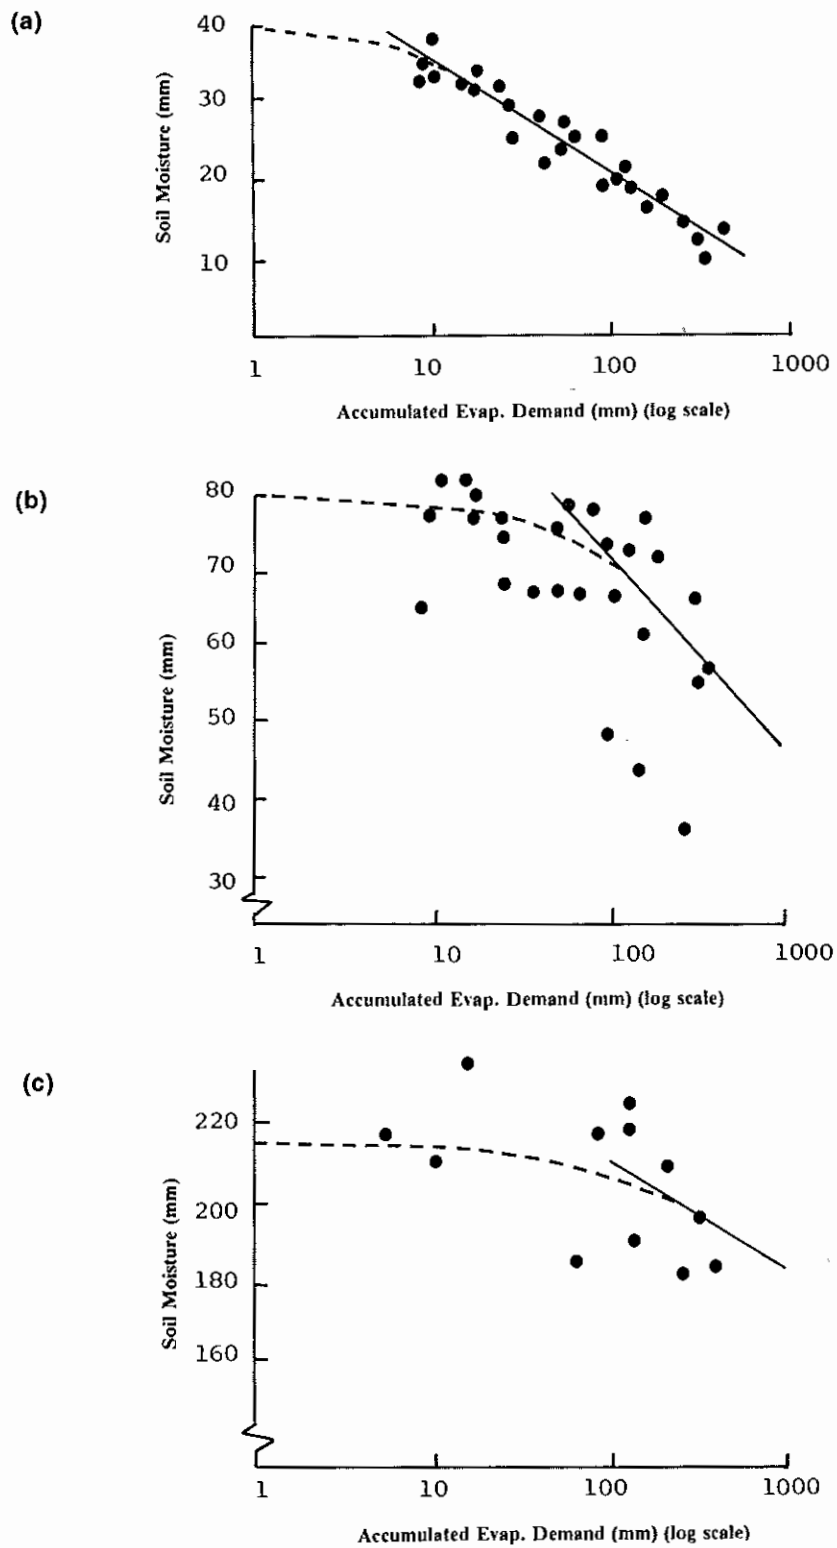 (a)
40
30
20
10
Soil Moisture (mm)
1 10 100 1000
Accumulated Evap. Demand (mm) (log scale)
(b)
80
70
60
50
40
30
Soil Moisture (mm)
1 10 100 1000
Accumulated Evap. Demand (mm) (log scale)
(c)
220
200
180
160
Soil Moisture (mm)
1 10 100 1000
Accumulated Evap. Demand (mm) (log scale)